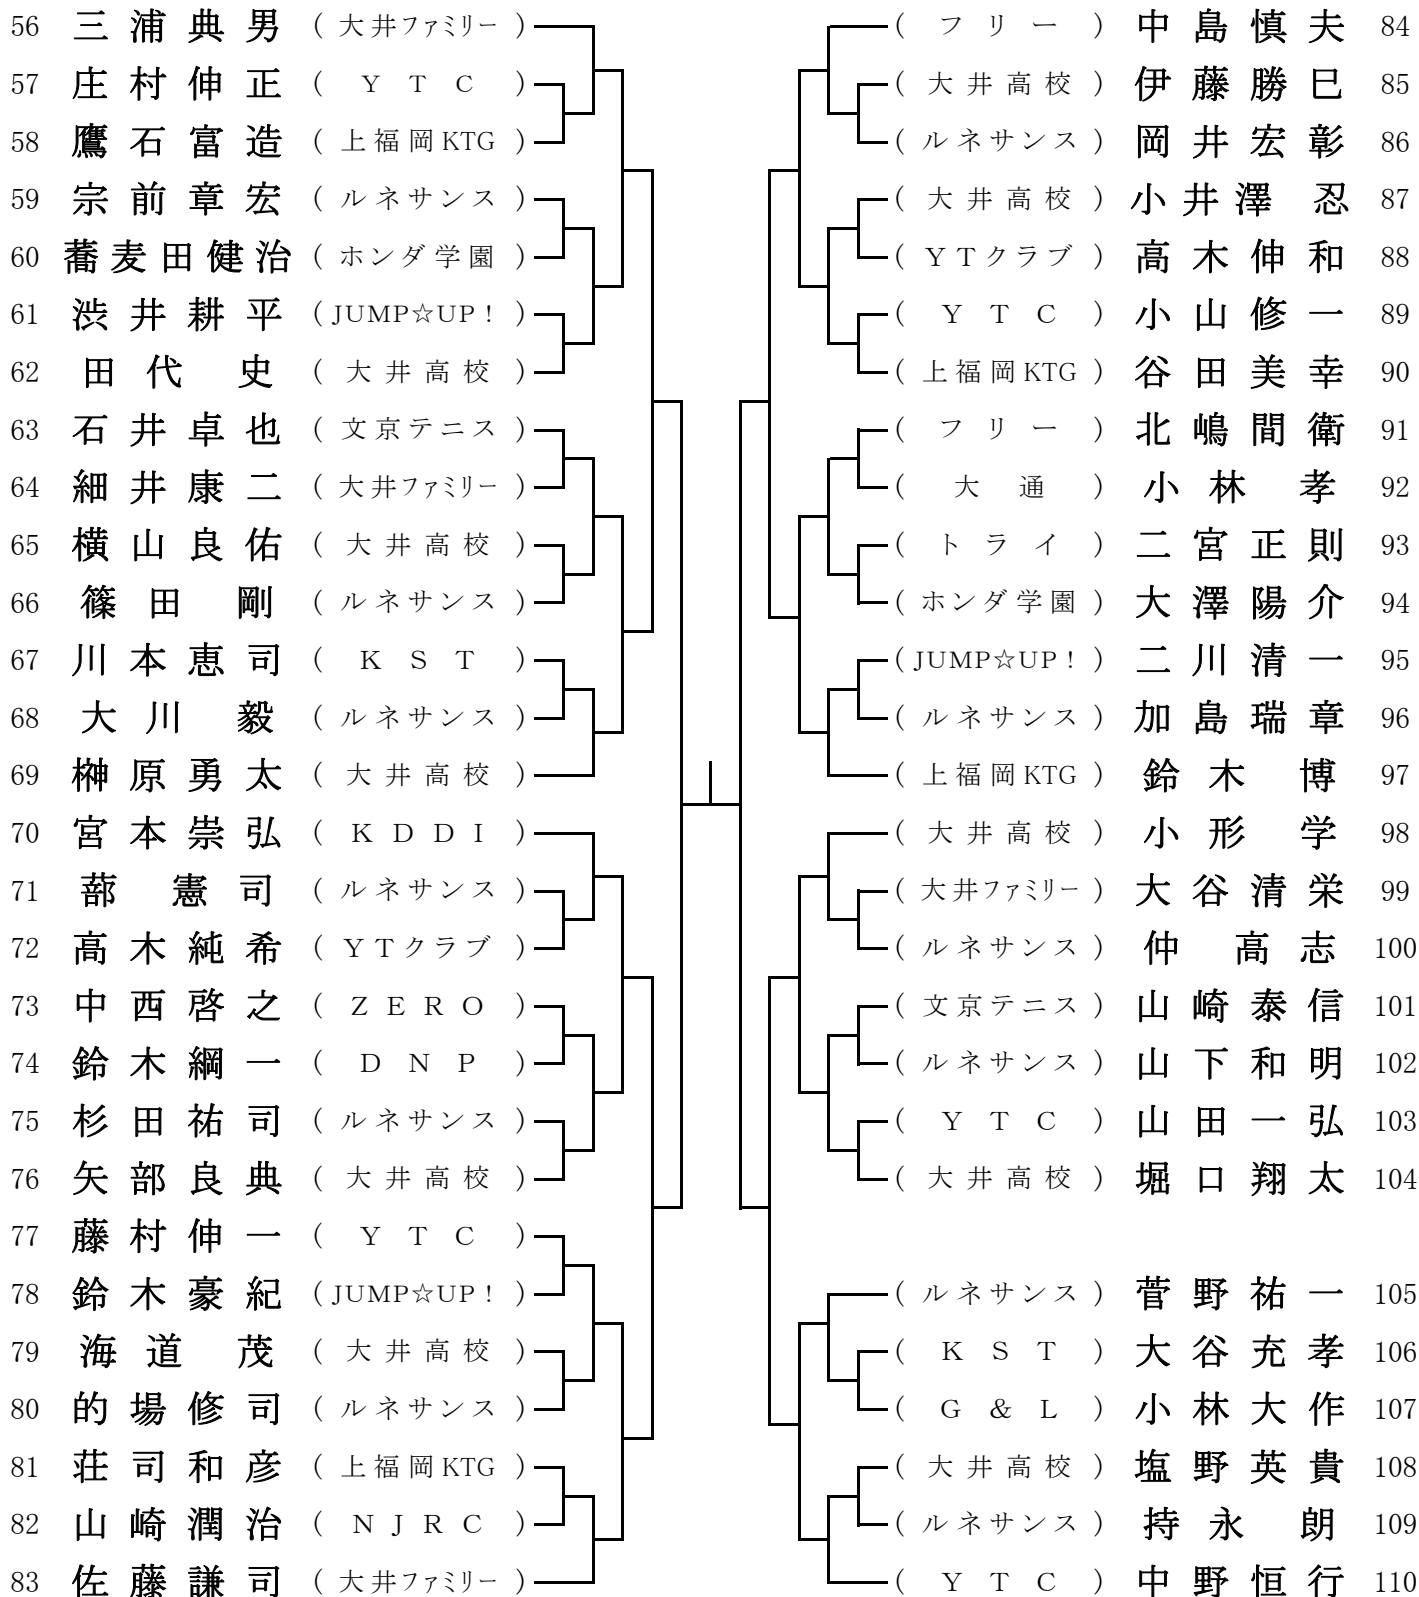 56 三浦典男 (大井ファミリー) (フリー) 中島慎夫 84
57 庄村伸正 (YTC) (大井高校) 伊藤勝巳 85
58 鷹石富造 (上福岡KTG) (ルネサンス) 岡井宏彰 86
59 宗前章宏 (ルネサンス) (大井高校) 小井澤忍 87
60 蕎麦田健治 (ホンダ学園) (YTクラブ) 高木伸和 88
61 渋井耕平 (JUMP☆UP!) (YTC) 小山修一 89
62 田代史 (大井高校) (上福岡KTG) 谷田美幸 90
63 石井卓也 (文京テニス) (フリー) 北嶋間衛 91
64 細井康二 (大井ファミリー) (大通) 小林孝 92
65 横山良佑 (大井高校) (トライ) 二宮正則 93
66 篠田剛 (ルネサンス) (ホンダ学園) 大澤陽介 94
67 川本恵司 (KST) (JUMP☆UP!) 二川清一 95
68 大川毅 (ルネサンス) (ルネサンス) 加島瑞章 96
69 榊原勇太 (大井高校) (上福岡KTG) 鈴木博 97
70 宮本崇弘 (KDDI) (大井高校) 小形学 98
71 蔀憲司 (ルネサンス) (大井ファミリー) 大谷清栄 99
72 高木純希 (YTクラブ) (ルネサンス) 仲高志 100
73 中西啓之 (ZERO) (文京テニス) 山崎泰信 101
74 鈴木綱一 (DNP) (ルネサンス) 山下和明 102
75 杉田祐司 (ルネサンス) (YTC) 山田一弘 103
76 矢部良典 (大井高校) (大井高校) 堀口翔太 104
77 藤村伸一 (YTC)
78 鈴木豪紀 (JUMP☆UP!) (ルネサンス) 菅野祐一 105
79 海道茂 (大井高校) (KST) 大谷充孝 106
80 的場修司 (ルネサンス) (G&L) 小林大作 107
81 荘司和彦 (上福岡KTG) (大井高校) 塩野英貴 108
82 山崎潤治 (NJRC) (ルネサンス) 持永朗 109
83 佐藤謙司 (大井ファミリー) (YTC) 中野恒行 110